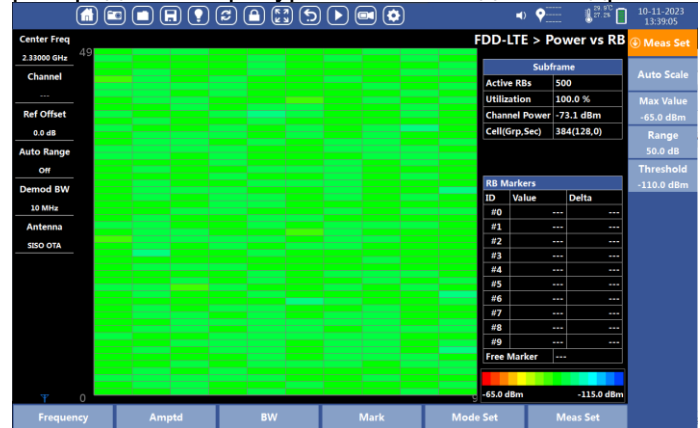 29.9℃
27.2%
10-11-2023
13:39:05
Center Freq
2.33000 GHz
Channel
---
Ref Offset
0.0 dB
Auto Range
Off
Demod BW
10 MHz
Antenna
SISO OTA
49
0
9
FDD-LTE > Power vs RB
Subframe
Active RBs 500
Utilization 100.0 %
Channel Power -73.1 dBm
Cell(Grp,Sec) 384(128,0)
RB Markers
ID Value Delta
#0 --- ---
#1 --- ---
#2 --- ---
#3 --- ---
#4 --- ---
#5 --- ---
#6 --- ---
#7 --- ---
#8 --- ---
#9 --- ---
Free Marker ---
-65.0 dBm -115.0 dBm
Meas Set
Auto Scale
Max Value
-65.0 dBm
Range
50.0 dB
Threshold
-110.0 dBm
Frequency Amptd BW Mark Mode Set Meas Set